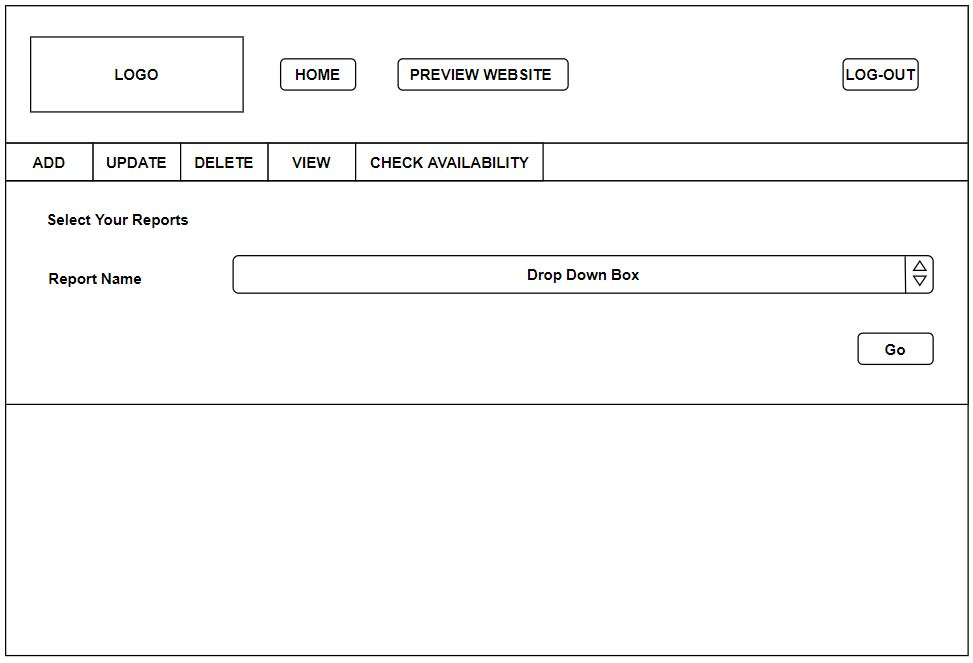 LOGO HOME PREVIEW WEBSITE LOG-OUT
ADD UPDATE DELETE VIEW CHECK AVAILABILITY
Select Your Reports
Report Name Drop Down Box
Go